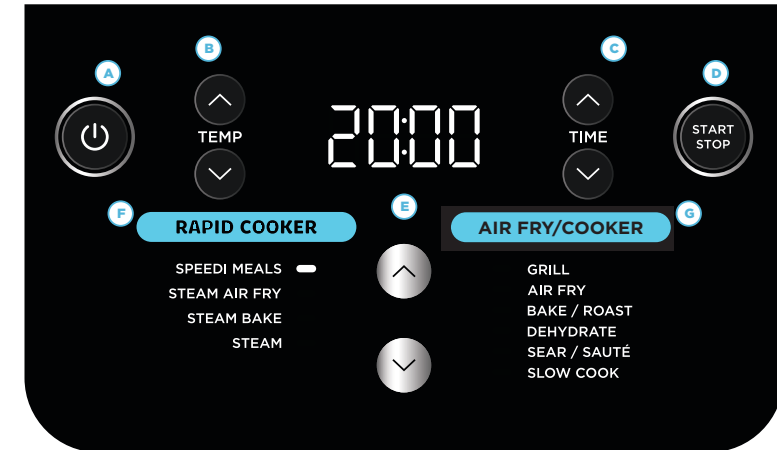 A
B
C
D
TEMP
20:00
TIME
START
STOP
E
F
G
RAPID COOKER
AIR FRY/COOKER
SPEEDI MEALS
STEAM AIR FRY
STEAM BAKE
STEAM
GRILL
AIR FRY
BAKE / ROAST
DEHYDRATE
SEAR / SAUTÉ
SLOW COOK